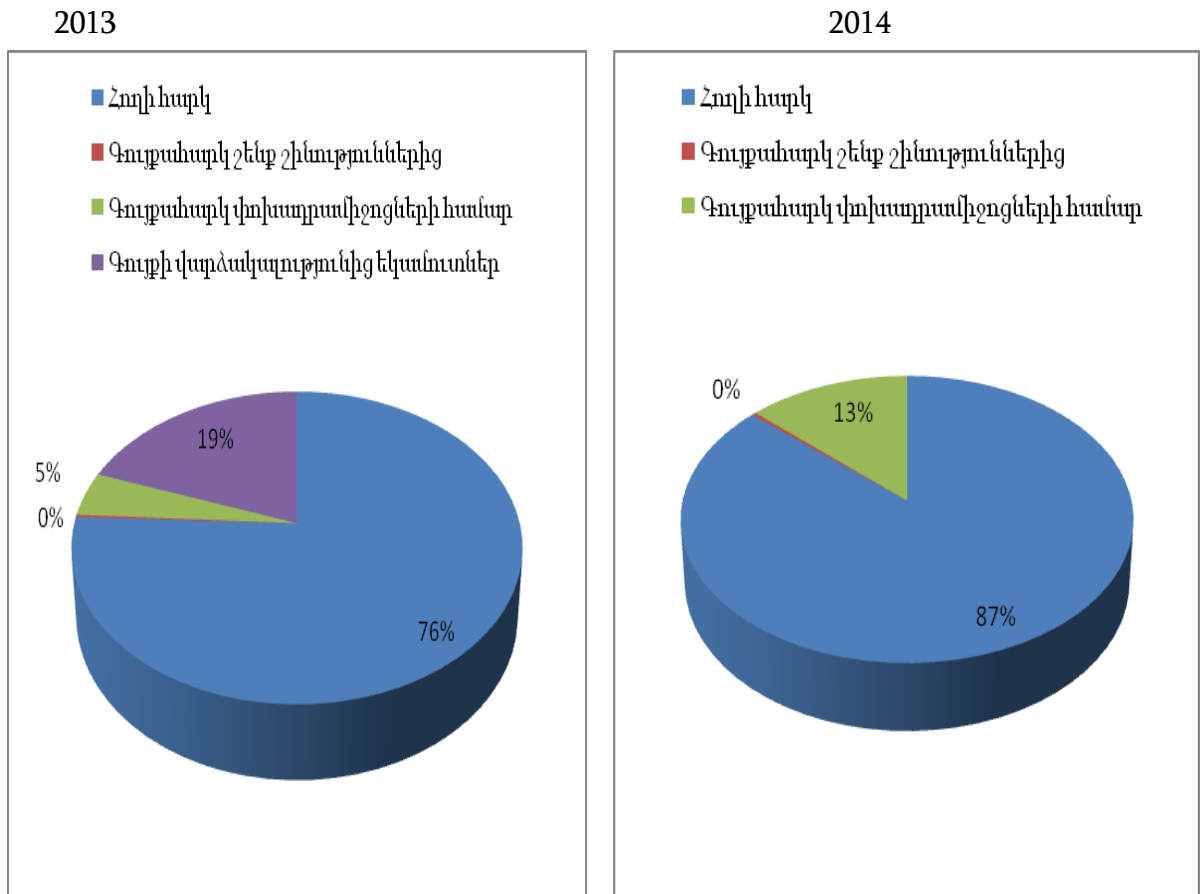 2013
2014
Հողի հարկ
Գույքահարկ շենք շինություններից
Գույքահարկ փոխադրամիջոցների համար
Գույքի վարձակալությունից եկամուտներ
19%
5%
0%
76%
Հողի հարկ
Գույքահարկ շենք շինություններից
Գույքահարկ փոխադրամիջոցների համար
0%
13%
87%